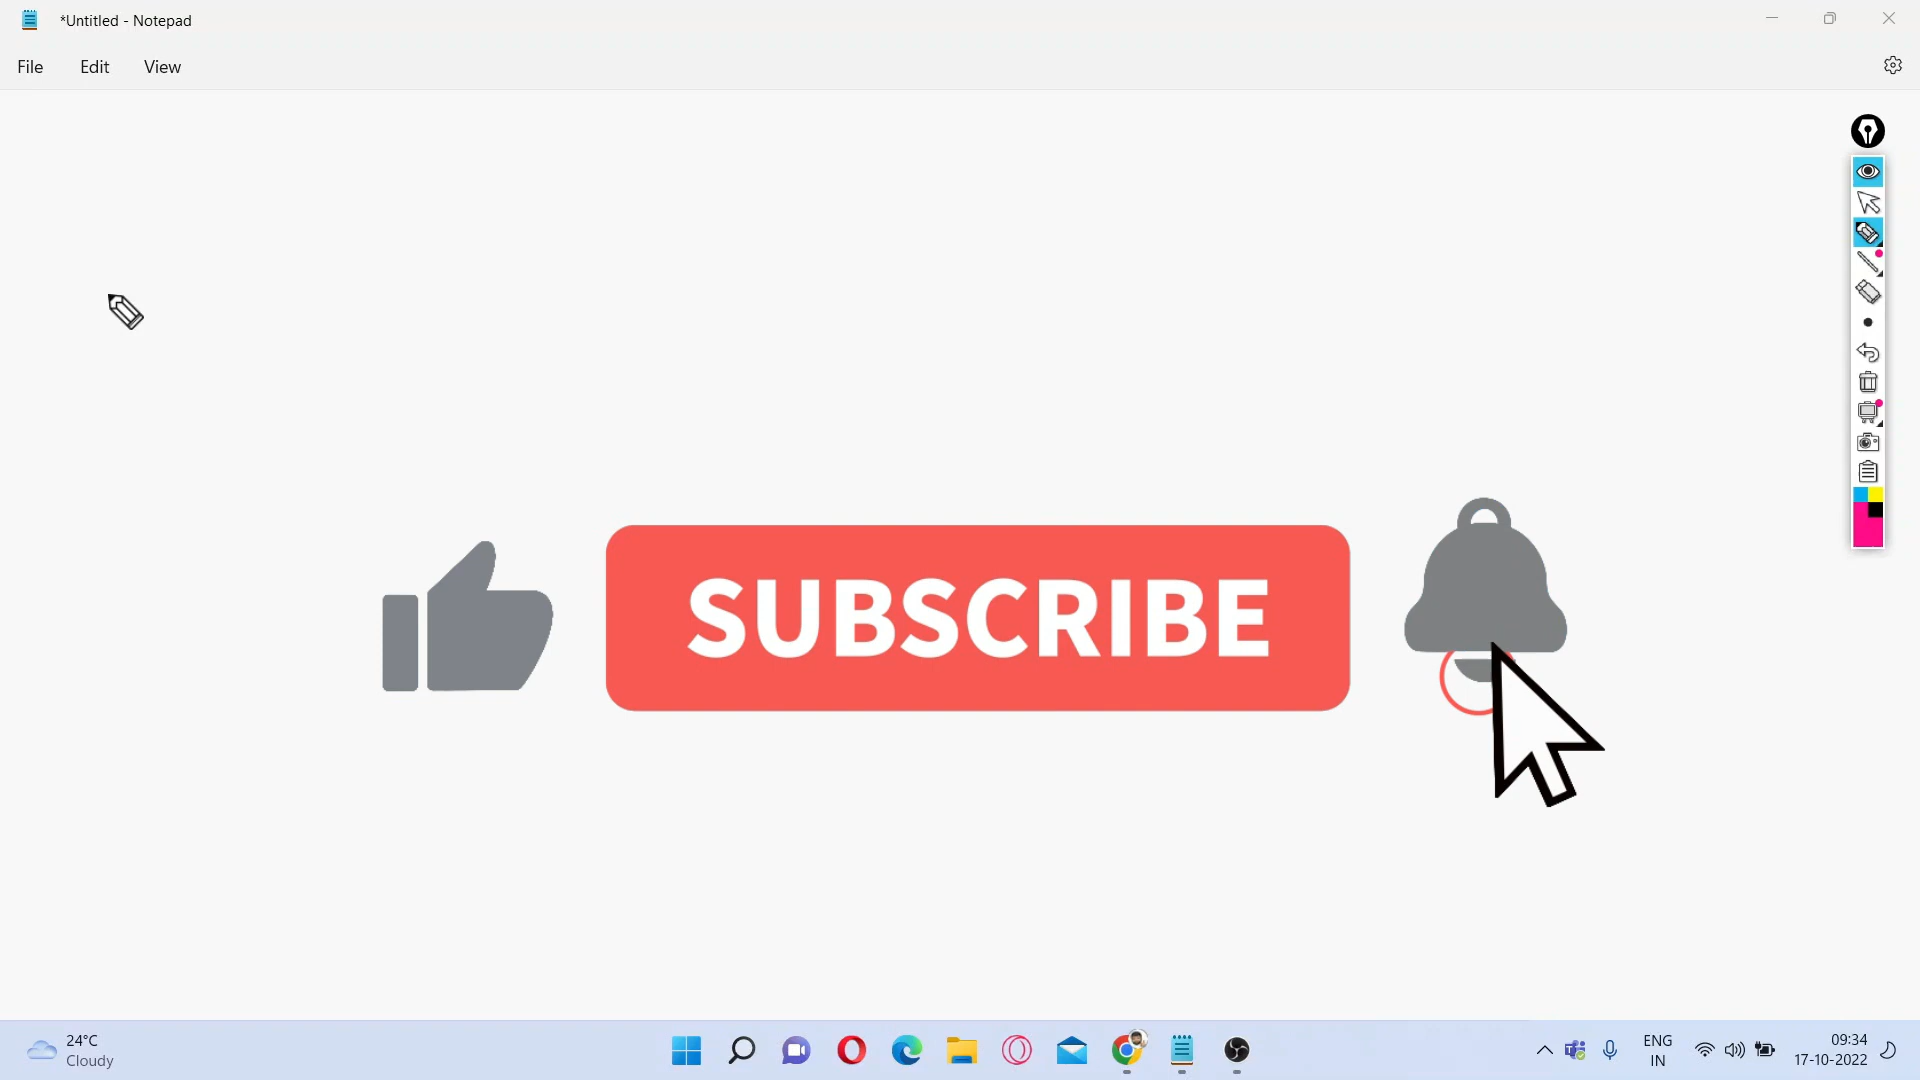 *Untitled - Notepad
File Edit View
SUBSCRIBE
24°C
Cloudy
ENG
IN
09:34
17-10-2022